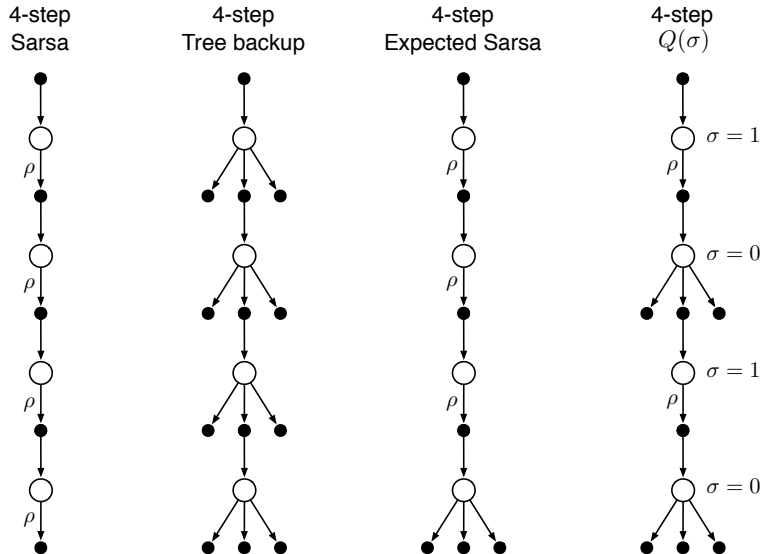 4-step
Sarsa
4-step
Tree backup
4-step
Expected Sarsa
4-step
Q(σ)
σ = 1
ρ
ρ
ρ
σ = 0
ρ
ρ
σ = 1
ρ
ρ
ρ
σ = 0
ρ